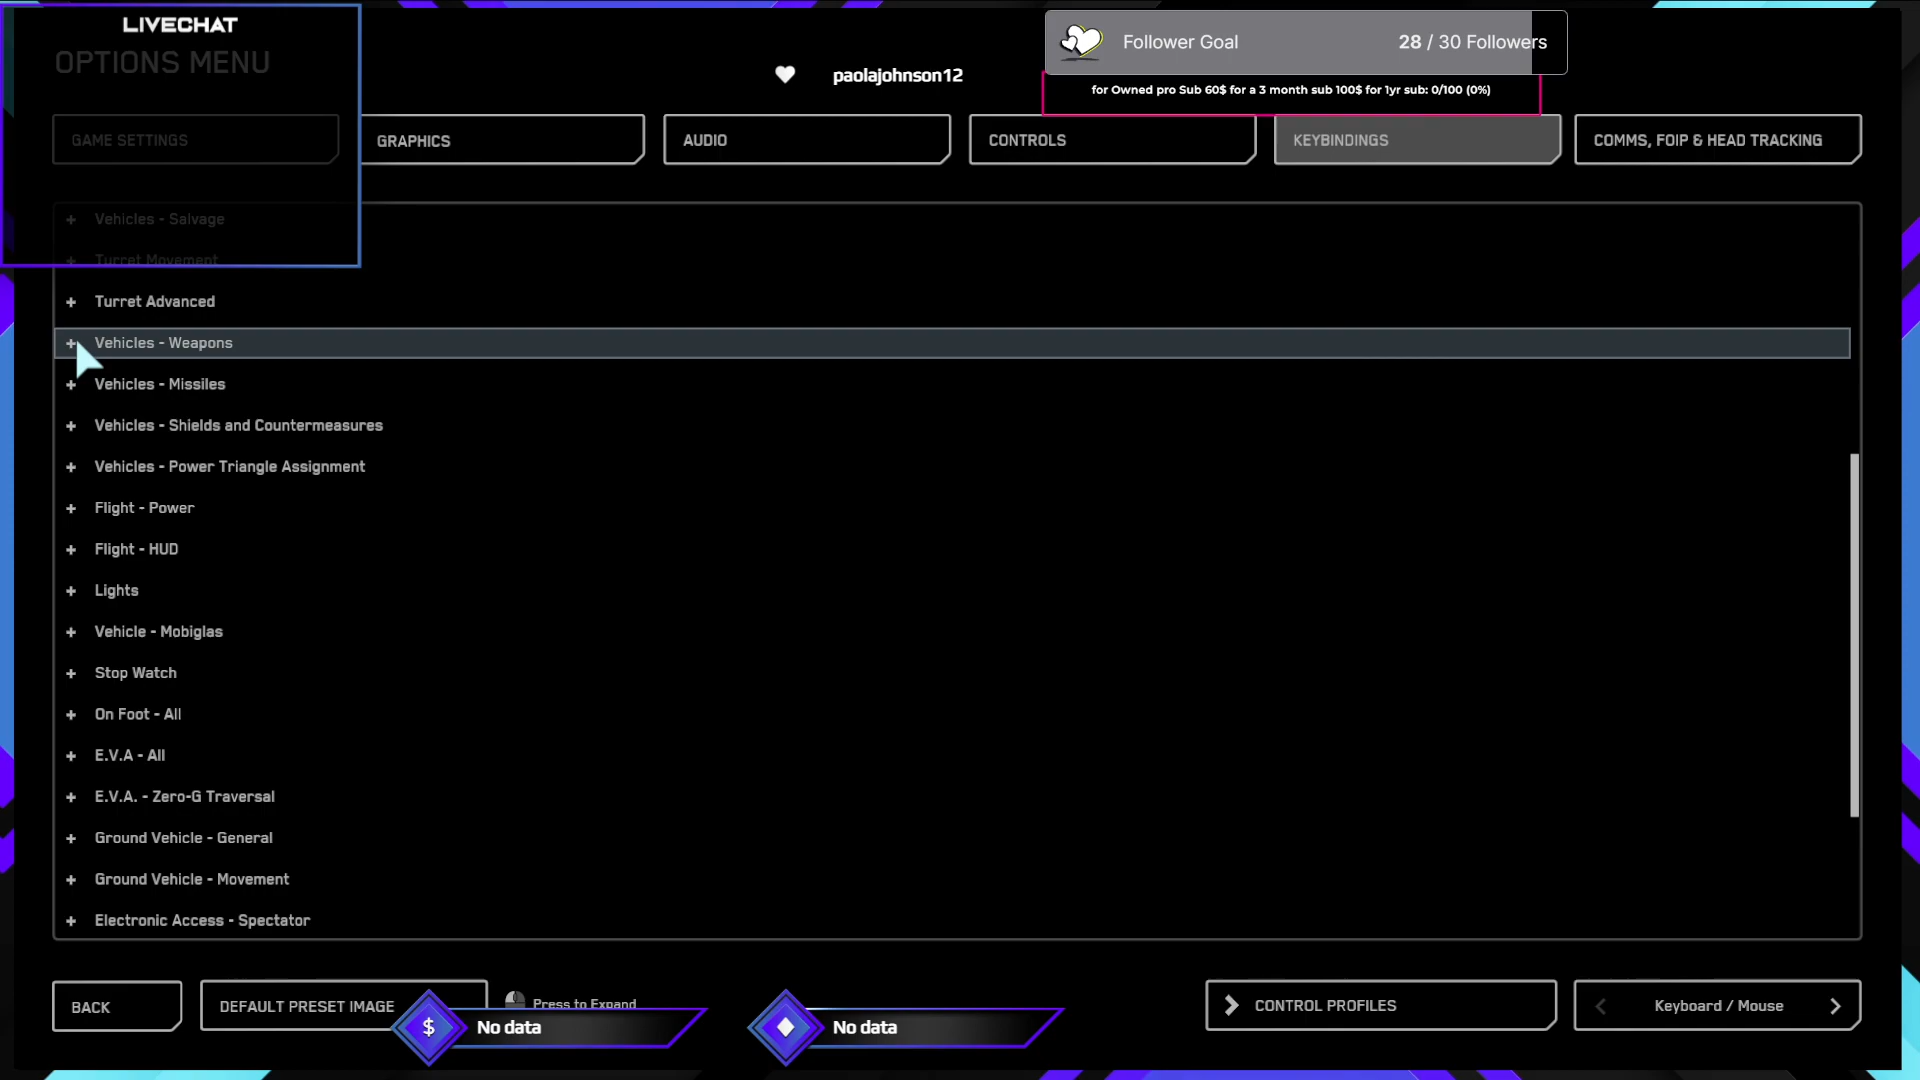 LIVECHAT
OPTIONS MENU
Follower Goal
28 / 30 Followers
paolajohnson12
for Owned pro Sub 60$ for a 3 month sub 100$ for 1yr sub: 0/100 (0%)
GAME SETTINGS
GRAPHICS
AUDIO
CONTROLS
KEYBINDINGS
COMMS, FOIP & HEAD TRACKING
+ Vehicles - Salvage
+ Turret Movement
+ Turret Advanced
+ Vehicles - Weapons
+ Vehicles - Missiles
+ Vehicles - Shields and Countermeasures
+ Vehicles - Power Triangle Assignment
+ Flight - Power
+ Flight - HUD
+ Lights
+ Vehicle - Mobiglas
+ Stop Watch
+ On Foot - All
+ E.V.A - All
+ E.V.A. - Zero-G Traversal
+ Ground Vehicle - General
+ Ground Vehicle - Movement
+ Electronic Access - Spectator
BACK
DEFAULT PRESET IMAGE
Press to Expand
CONTROL PROFILES
Keyboard / Mouse
$ No data
No data